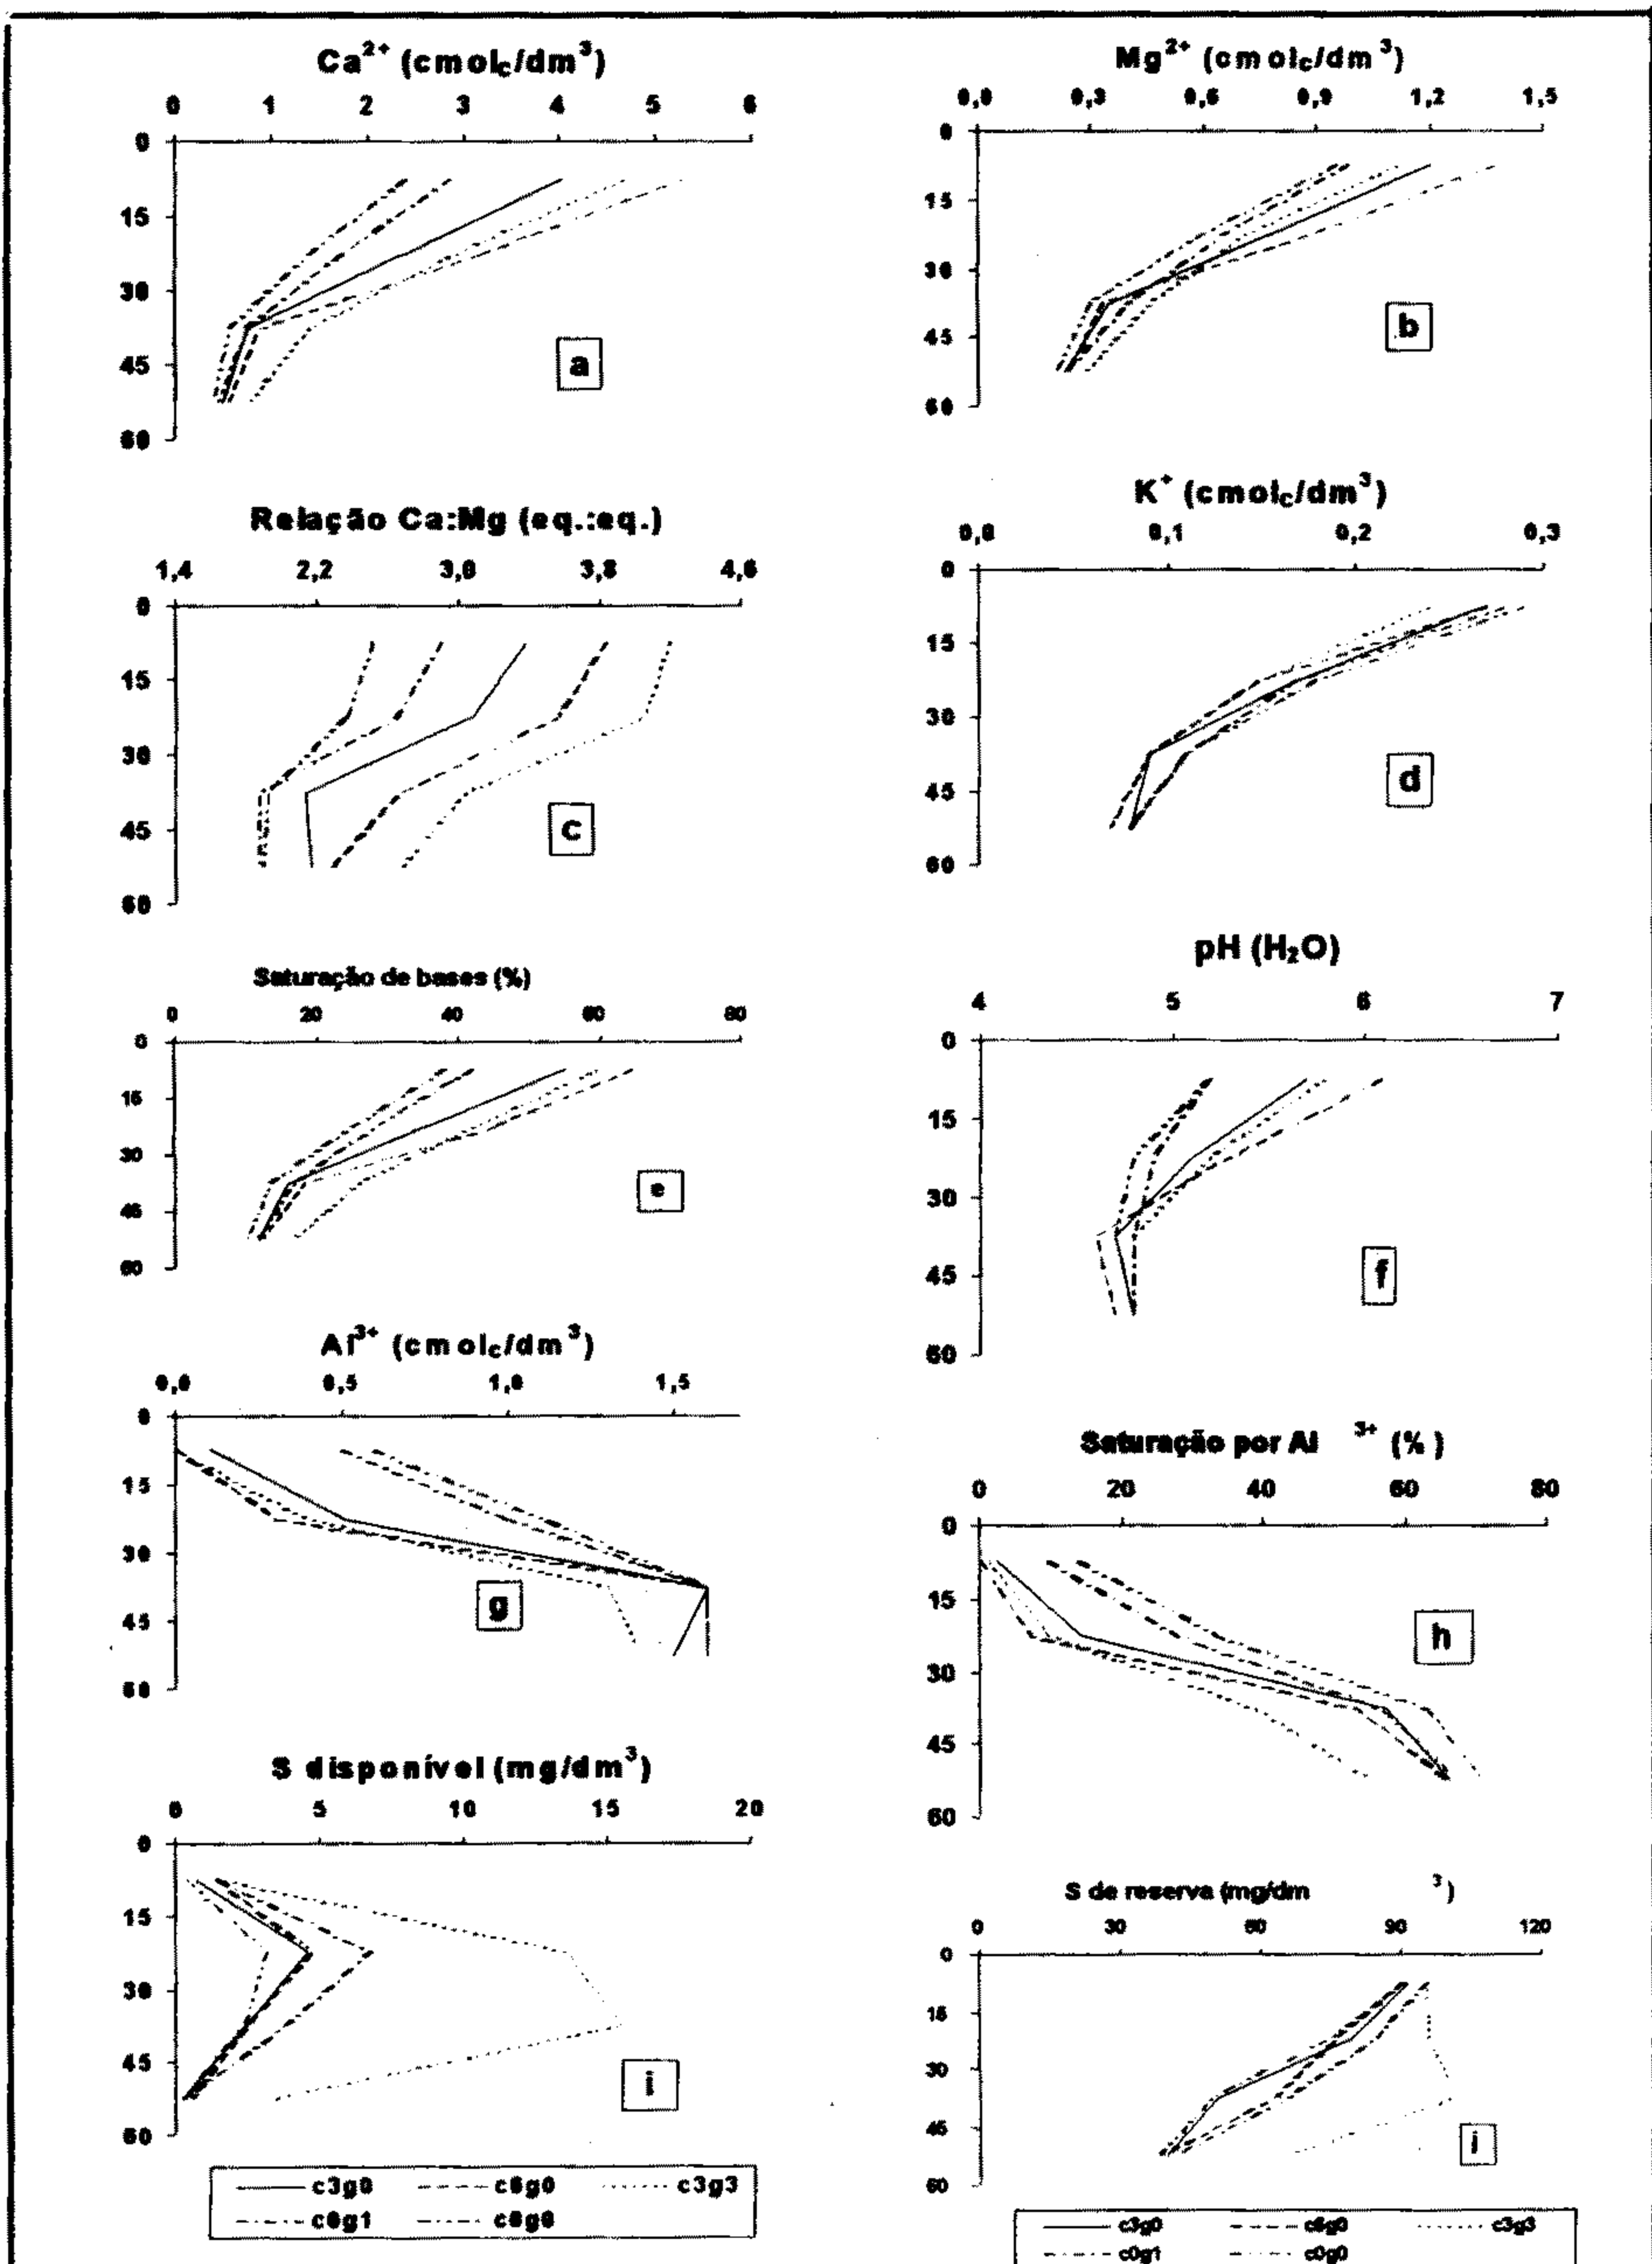 Ca²⁺ (cmolc/dm³)
0 1 2 3 4 5 6
0
15
30
45
60
a
Mg²⁺ (cmolc/dm³)
0,0 0,3 0,6 0,9 1,2 1,5
0
15
30
45
60
b
Relação Ca:Mg (eq.:eq.)
1,4 2,2 3,0 3,8 4,6
0
15
30
45
60
c
K⁺ (cmolc/dm³)
0,0 0,1 0,2 0,3
0
15
30
45
60
d
Saturação de bases (%)
0 20 40 60 80
0
15
30
45
60
e
pH (H₂O)
4 5 6 7
0
15
30
45
60
f
Al³⁺ (cmolc/dm³)
0,0 0,5 1,0 1,5
0
15
30
45
60
g
Saturação por Al ³⁺ (%)
0 20 40 60 80
0
15
30
45
60
h
S disponível (mg/dm³)
0 5 10 15 20
0
15
30
45
60
i
c3g0 c6g0 c3g3
c0g1 c0g0
S de reserva (mg/dm ³)
0 30 60 90 120
0
15
30
45
60
c3g0 c6g0 c3g3
c0g1 c0g0